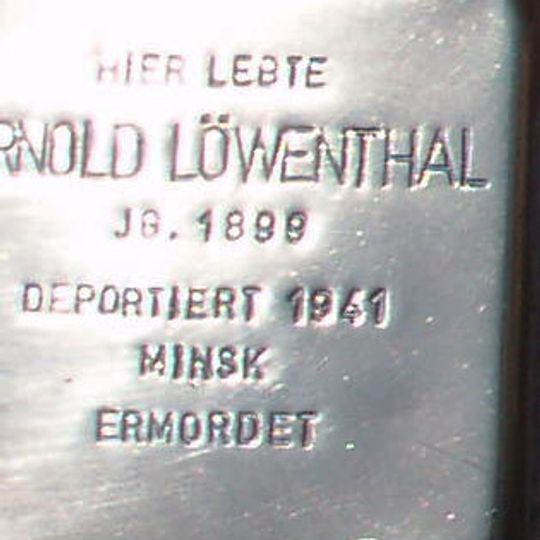 HIER LEBTE
RNOLD LÖWENTHAL
JG. 1899
DEPORTIERT 1941
MINSK
ERMORDET